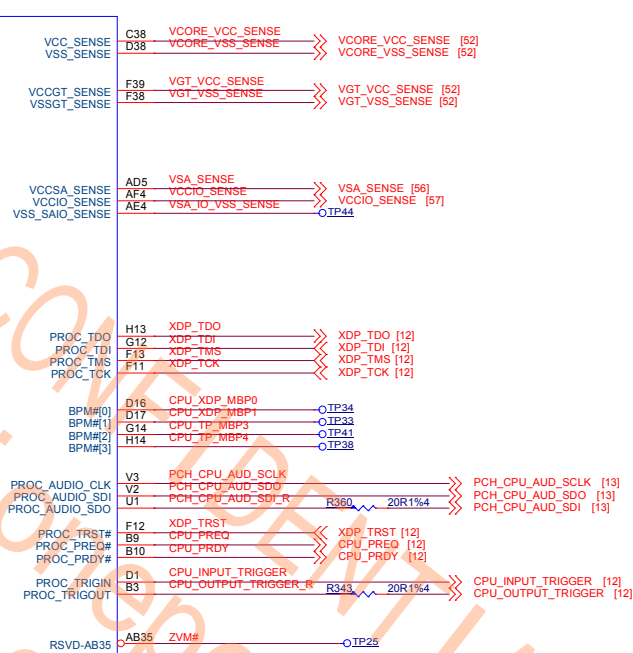 VCC_SENSE C38 VCORE_VCC_SENSE VCORE_VCC_SENSE [52]
VSS_SENSE D38 VCORE_VSS_SENSE VCORE_VSS_SENSE [52]
VCCGT_SENSE F39 VGT_VCC_SENSE VGT_VCC_SENSE [52]
VSSGT_SENSE F38 VGT_VSS_SENSE VGT_VSS_SENSE [52]
VCCSA_SENSE AD5 VSA_SENSE VSA_SENSE [56]
VCCIO_SENSE AF4 VCCIO_SENSE VCCIO_SENSE [57]
VSS_SAIO_SENSE AE4 VSA_IO_VSS_SENSE TP44
PROC_TDO H13 XDP_TDO XDP_TDO [12]
PROC_TDI G12 XDP_TDI XDP_TDI [12]
PROC_TMS F13 XDP_TMS XDP_TMS [12]
PROC_TCK F11 XDP_TCK XDP_TCK [12]
BPM#[0] D16 CPU_XDP_MBP0 TP34
BPM#[1] D17 CPU_XDP_MBP1 TP33
BPM#[2] G14 CPU_TP_MBP3 TP41
BPM#[3] H14 CPU_TP_MBP4 TP38
PROC_AUDIO_CLK V3 PCH_CPU_AUD_SCLK PCH_CPU_AUD_SCLK [13]
PROC_AUDIO_SDI V2 PCH_CPU_AUD_SDO PCH_CPU_AUD_SDO [13]
PROC_AUDIO_SDO U1 PCH_CPU_AUD_SDI_R R360 20R1%4 PCH_CPU_AUD_SDI [13]
PROC_TRST# F12 XDP_TRST XDP_TRST [12]
PROC_PREQ# B9 CPU_PREQ CPU_PREQ [12]
PROC_PRDY# B10 CPU_PRDY CPU_PRDY [12]
PROC_TRIGIN D1 CPU_INPUT_TRIGGER CPU_INPUT_TRIGGER [12]
PROC_TRIGOUT B3 CPU_OUTPUT_TRIGGER_R R343 20R1%4 CPU_OUTPUT_TRIGGER [12]
RSVD-AB35 AB35 ZVM# TP25
CONFIDENTIAL